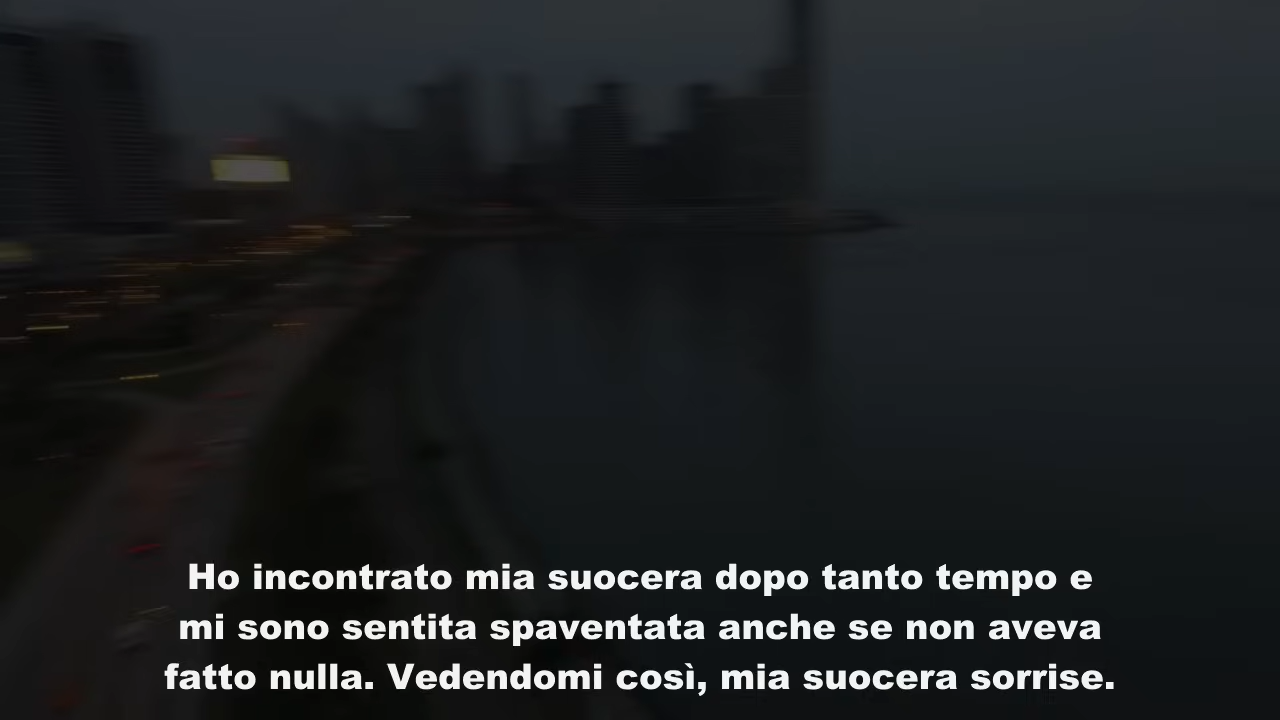 Ho incontrato mia suocera dopo tanto tempo e
mi sono sentita spaventata anche se non aveva
fatto nulla. Vedendomi così, mia suocera sorrise.